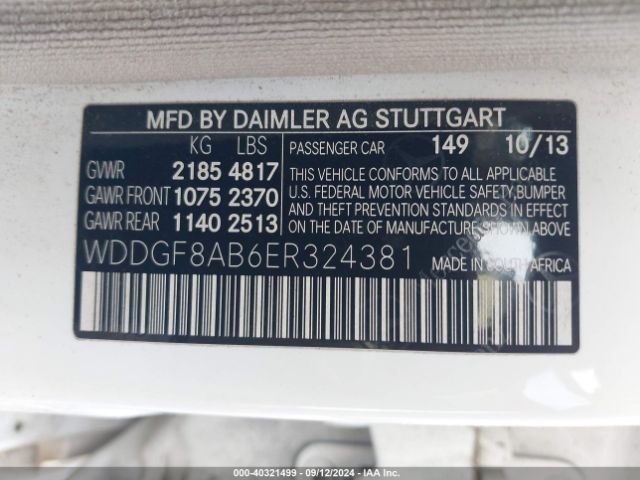 MFD BY DAIMLER AG STUTTGART
KG LBS
GVWR 2185 4817
GAWR FRONT 1075 2370
GAWR REAR 1140 2513
PASSENGER CAR 149 10/13
THIS VEHICLE CONFORMS TO ALL APPLICABLE
U.S. FEDERAL MOTOR VEHICLE SAFETY,BUMPER
AND THEFT PREVENTION STANDARDS IN EFFECT
ON THE DATE OF MANUFACTURE SHOWN ABOVE.
WDDGF8AB6ER324381 MADE IN SOUTH AFRICA
000-40321499 - 09/12/2024 - IAA Inc.